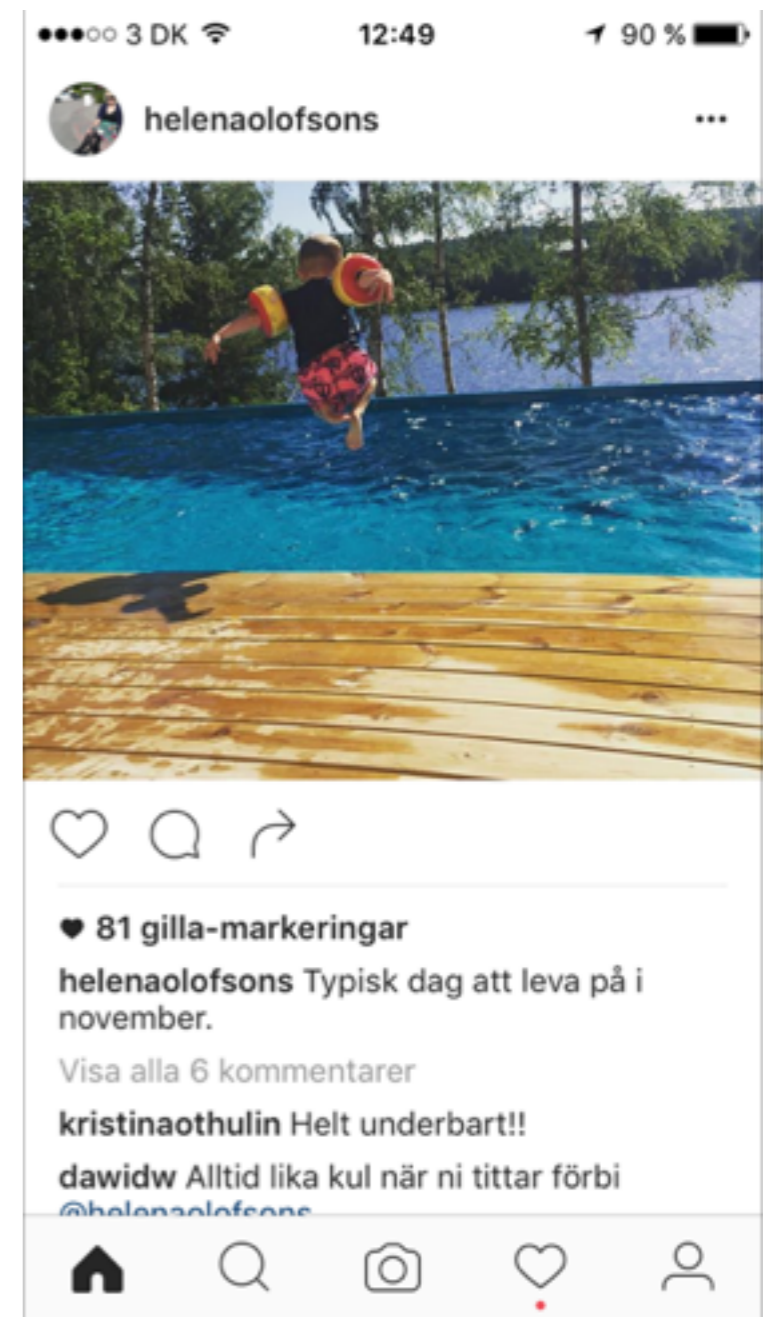 3 DK 12:49 90 %
helenaolofsons
81 gilla-markeringar
helenaolofsons Typisk dag att leva på i
november.
Visa alla 6 kommentarer
kristinaothulin Helt underbart!!
dawidw Alltid lika kul när ni tittar förbi
@helenaolofsons